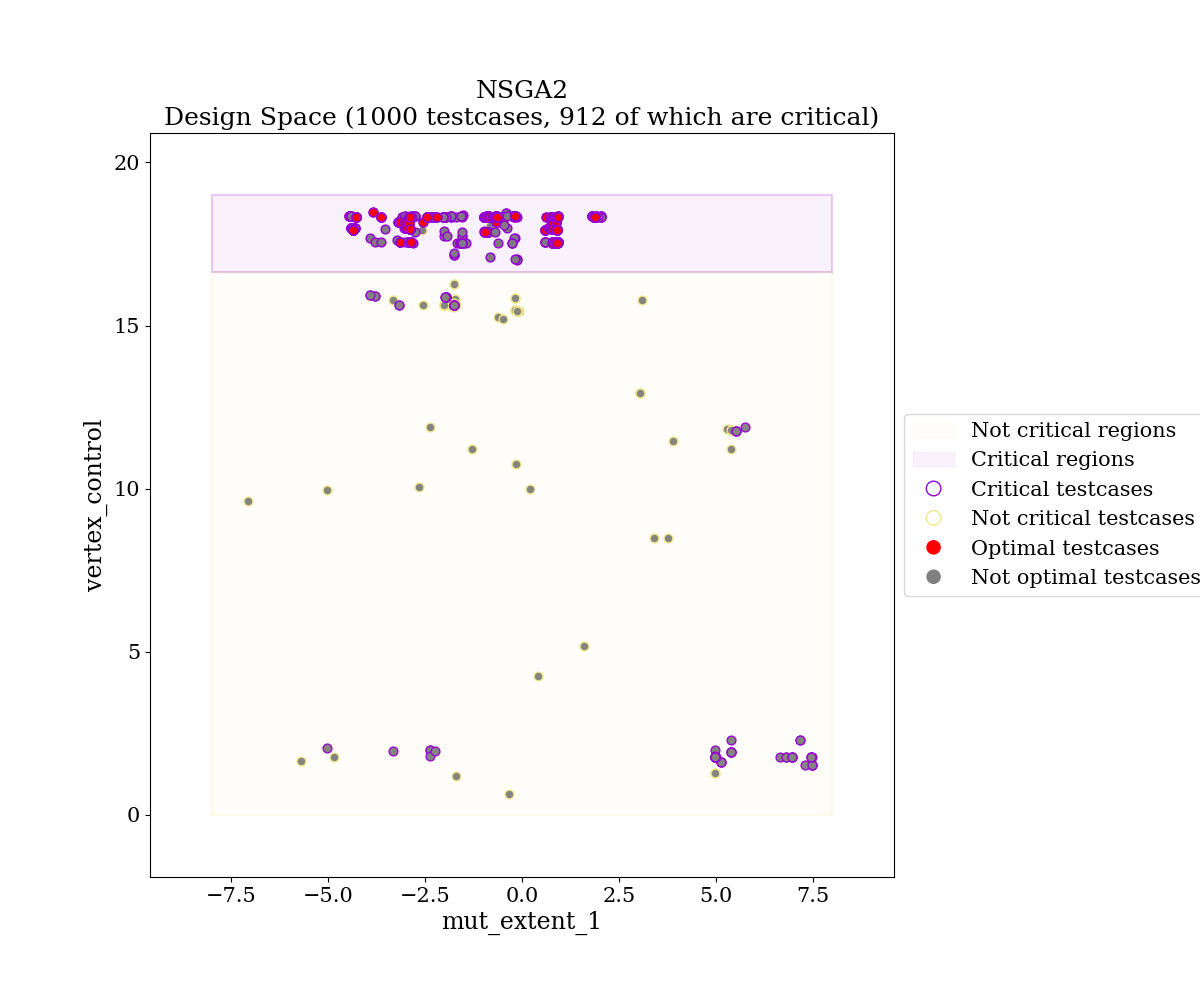 NSGA2
Design Space (1000 testcases, 912 of which are critical)
20
15
10
5
0
vertex_control
−7.5
−5.0
−2.5
0.0
2.5
5.0
7.5
mut_extent_1
Not critical regions
Critical regions
Critical testcases
Not critical testcases
Optimal testcases
Not optimal testcases